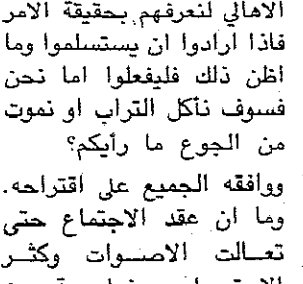 الاهالي لنعرفهم بحقيقة الامر
فاذا ارادوا ان يستسلموا وما
اظن ذلك فليفعلوا اما نحن
فسوف نأكل التراب او نموت
من الجوع ما رأيكم؟
ووافقه الجميع على اقتراحه.
وما ان عقد الاجتماع حتى
تعالت الاصوات وكثر